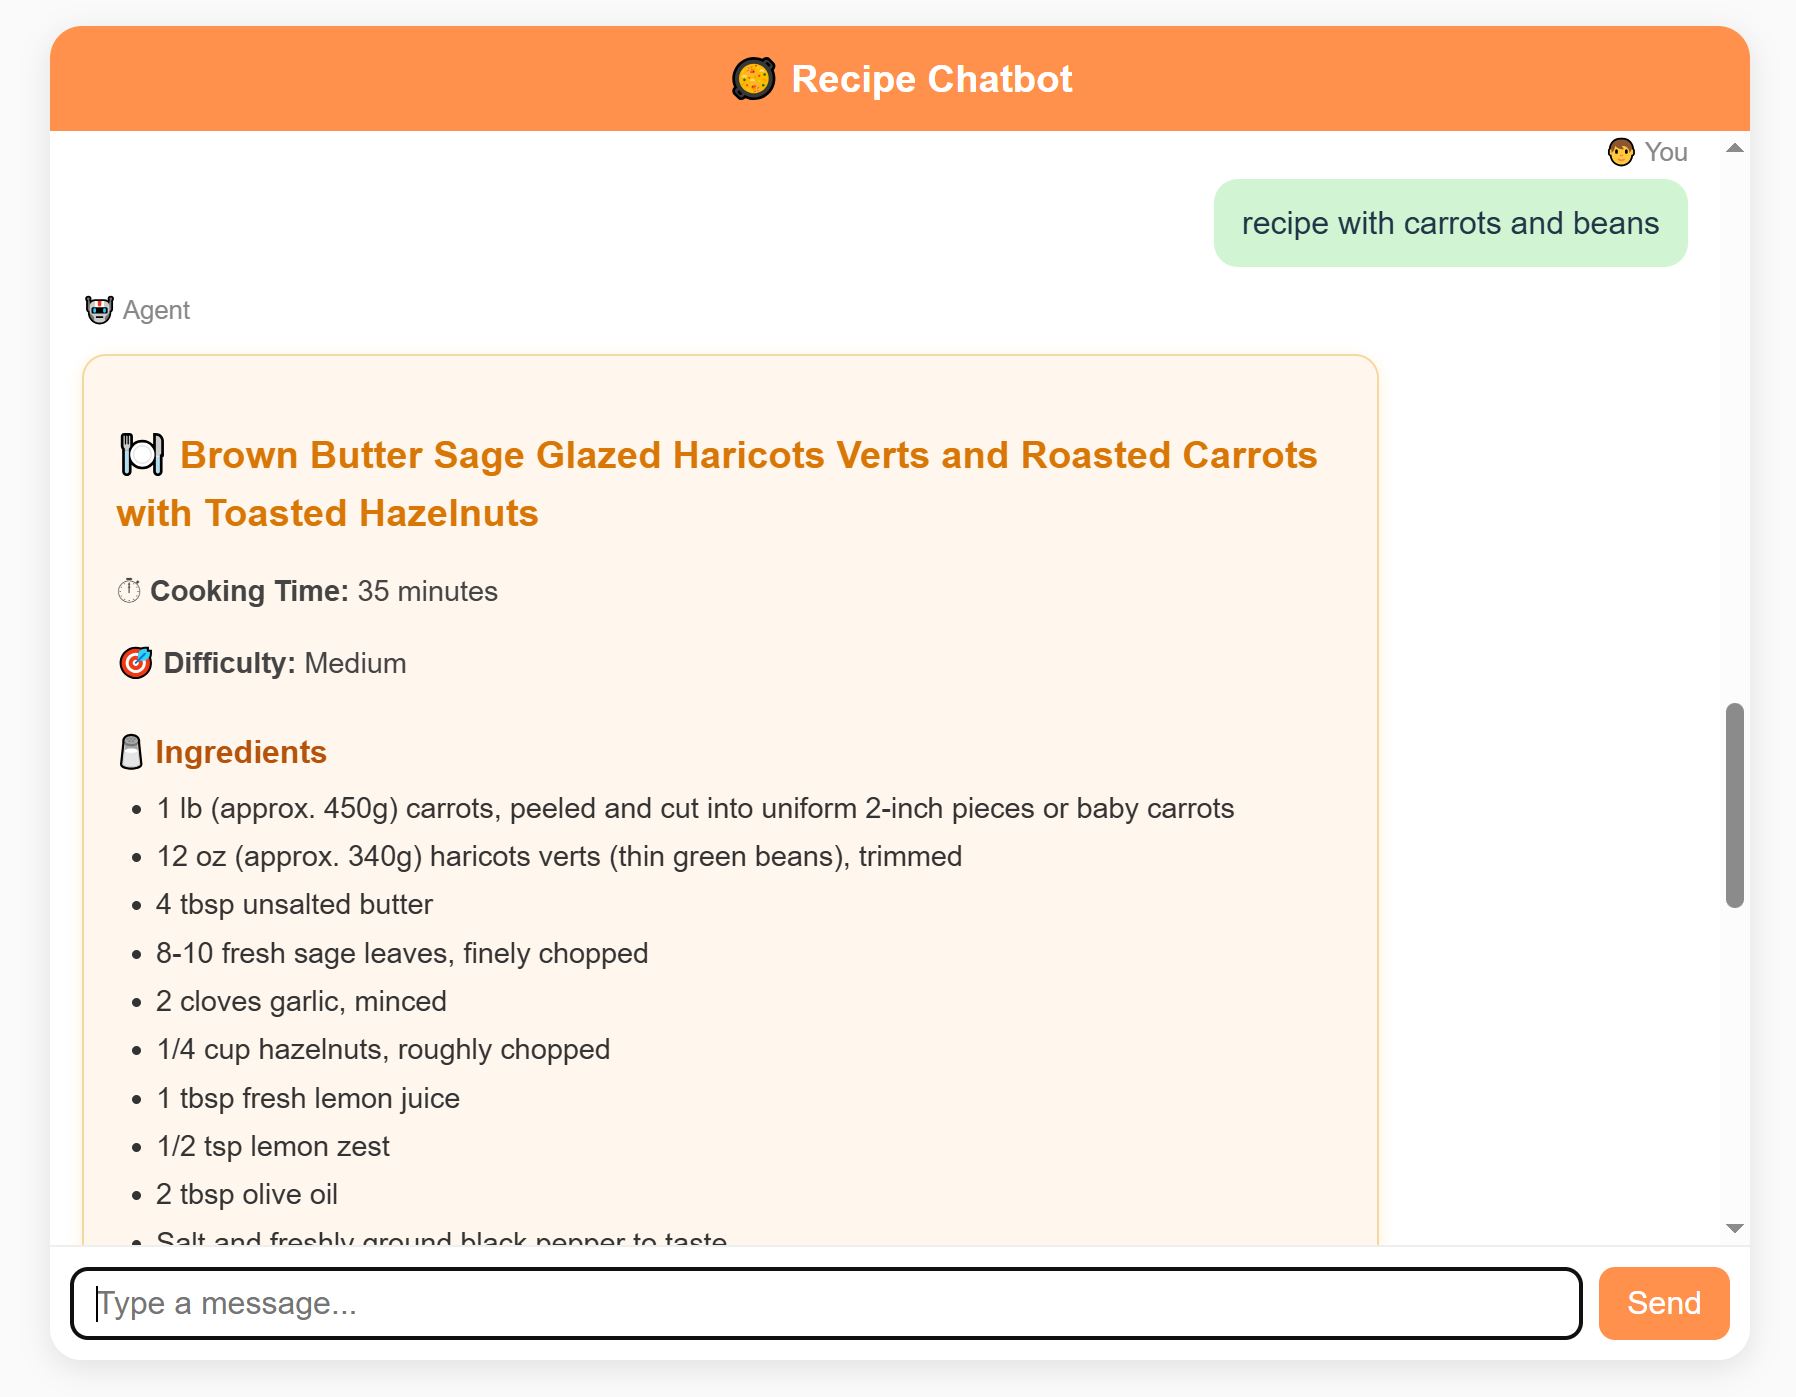 Recipe Chatbot
You
recipe with carrots and beans
Agent
Brown Butter Sage Glazed Haricots Verts and Roasted Carrots
with Toasted Hazelnuts
Cooking Time: 35 minutes
Difficulty: Medium
Ingredients
• 1 lb (approx. 450g) carrots, peeled and cut into uniform 2-inch pieces or baby carrots
• 12 oz (approx. 340g) haricots verts (thin green beans), trimmed
• 4 tbsp unsalted butter
• 8-10 fresh sage leaves, finely chopped
• 2 cloves garlic, minced
• 1/4 cup hazelnuts, roughly chopped
• 1 tbsp fresh lemon juice
• 1/2 tsp lemon zest
• 2 tbsp olive oil
• Salt and freshly ground black pepper to taste
Type a message...
Send